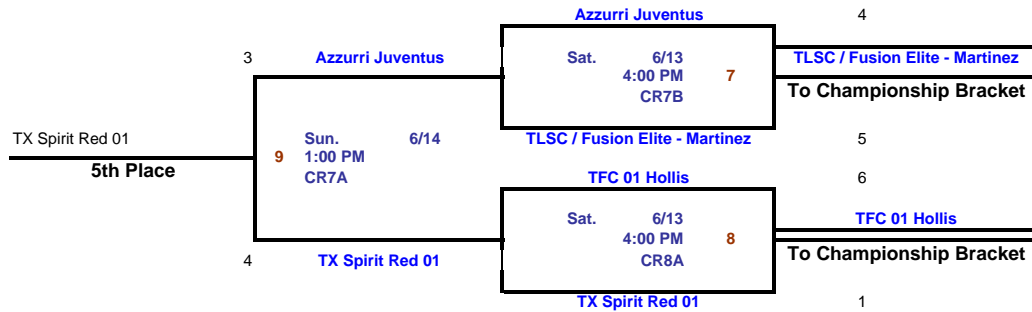 Azzurri Juventus 4
3 Azzurri Juventus Sat. 6/13 TLSC / Fusion Elite - Martinez
4:00 PM 7
To Championship Bracket
CR7B
TX Spirit Red 01 Sun. 6/14 TLSC / Fusion Elite - Martinez 5
9 1:00 PM
5th Place
CR7A TFC 01 Hollis 6
Sat. 6/13 TFC 01 Hollis
4:00 PM 8
To Championship Bracket
4 TX Spirit Red 01 CR8A
TX Spirit Red 01 1